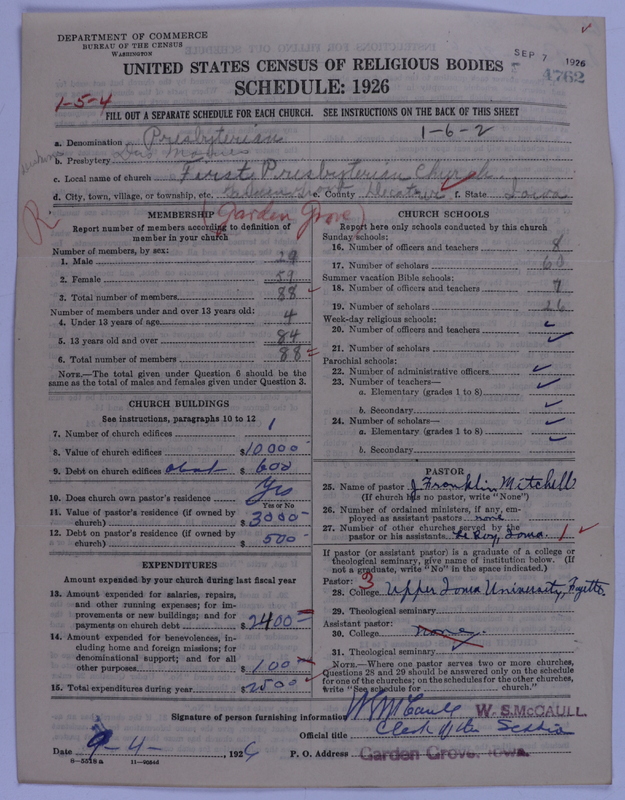 DEPARTMENT OF COMMERCE
BUREAU OF THE CENSUS
WASHINGTON
SEP 7 1926
4762
UNITED STATES CENSUS OF RELIGIOUS BODIES
SCHEDULE: 1926
1-5-4
FILL OUT A SEPARATE SCHEDULE FOR EACH CHURCH. SEE INSTRUCTIONS ON THE BACK OF THIS SHEET
1-6-2
a. Denomination Presbyterian
b. Presbytery Des Moines
c. Local name of church First Presbyterian Church
d. City, town, village, or township, etc. e. County Decatur f. State Iowa
R (Garden Grove)
MEMBERSHIP
Report number of members according to definition of member in your church
Number of members, by sex:
1. Male 29
2. Female 59
3. Total number of members 88
Number of members under and over 13 years old:
4. Under 13 years of age 4
5. 13 years old and over 84
6. Total number of members 88
NOTE.—The total given under Question 6 should be the same as the total of males and females given under Question 3.
CHURCH BUILDINGS
See instructions, paragraphs 10 to 12
7. Number of church edifices 1
8. Value of church edifices $10000
9. Debt on church edifices about $600
10. Does church own pastor's residence Yes
Yes or No
11. Value of pastor's residence (if owned by church) $3000
12. Debt on pastor's residence (if owned by church) $500
EXPENDITURES
Amount expended by your church during last fiscal year
13. Amount expended for salaries, repairs, and other running expenses; for improvements or new buildings; and for payments on church debt $2400
14. Amount expended for benevolences, including home and foreign missions; for denominational support; and for all other purposes $100
15. Total expenditures during year $2500
CHURCH SCHOOLS
Report here only schools conducted by this church
Sunday schools:
16. Number of officers and teachers 8
17. Number of scholars
Summer vacation Bible schools:
18. Number of officers and teachers 7
19. Number of scholars 26
Week-day religious schools:
20. Number of officers and teachers
21. Number of scholars
Parochial schools:
22. Number of administrative officers
23. Number of teachers—
a. Elementary (grades 1 to 8)
b. Secondary
24. Number of scholars—
a. Elementary (grades 1 to 8)
b. Secondary
PASTOR
25. Name of pastor J Franklin Mitchell
(If church has no pastor, write "None")
26. Number of ordained ministers, if any, employed as assistant pastors none
27. Number of other churches served by the pastor or his assistants Le Roy, Iowa. 1
If pastor (or assistant pastor) is a graduate of a college or theological seminary, give name of institution below. (If not a graduate, write "No" in the space indicated.)
Pastor: 3
28. College Upper Iowa University, Fayette
29. Theological seminary
Assistant pastor:
30. College none
31. Theological seminary
NOTE.—Where one pastor serves two or more churches, Questions 28 and 29 should be answered only on the schedule for one of the churches; on the schedules for the other churches, write "See schedule for church."
Signature of person furnishing information W S McCaull W. S. McCAULL
Official title Clerk of the Session
Date 9-4- 1926 P. O. Address Garden Grove, Iowa.
8-5518a 11-9064d